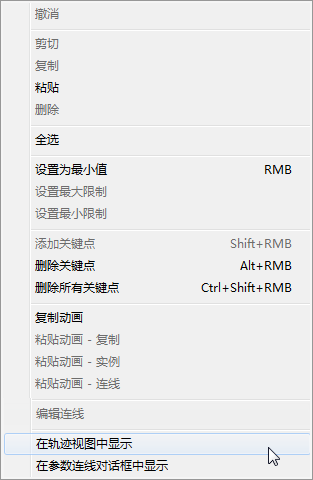 撤消
剪切
复制
粘贴
删除
全选
设置为最小值 RMB
设置最大限制
设置最小限制
添加关键点 Shift+RMB
删除关键点 Alt+RMB
删除所有关键点 Ctrl+Shift+RMB
复制动画
粘贴动画 - 复制
粘贴动画 - 实例
粘贴动画 - 连线
编辑连线
在轨迹视图中显示
在参数连线对话框中显示